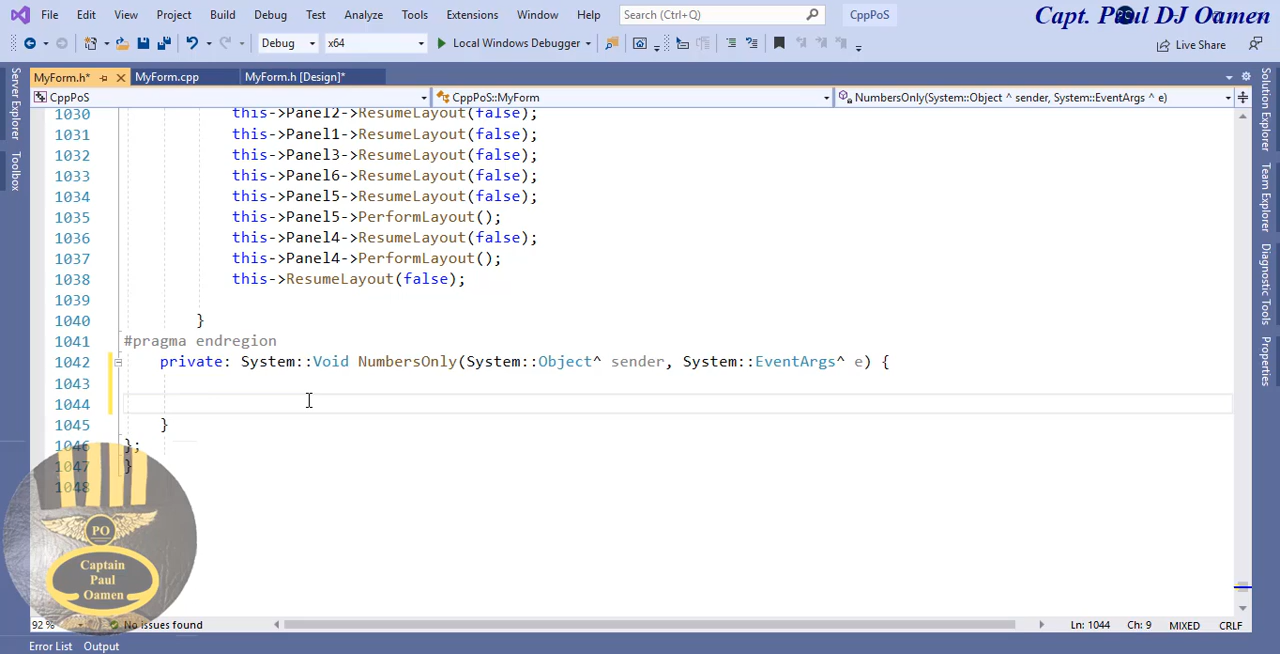 File Edit View Project Build Debug Test Analyze Tools Extensions Window Help Search (Ctrl+Q) CppPoS
Capt. Paul DJ Oamen
Debug x64 Local Windows Debugger Live Share
MyForm.h* MyForm.cpp MyForm.h [Design]*
CppPoS CppPoS::MyForm NumbersOnly(System::Object ^ sender, System::EventArgs ^ e)
Server Explorer
Toolbox
1030 this->Panel2->ResumeLayout(false);
1031 this->Panel1->ResumeLayout(false);
1032 this->Panel3->ResumeLayout(false);
1033 this->Panel6->ResumeLayout(false);
1034 this->Panel5->ResumeLayout(false);
1035 this->Panel5->PerformLayout();
1036 this->Panel4->ResumeLayout(false);
1037 this->Panel4->PerformLayout();
1038 this->ResumeLayout(false);
1039
1040 }
1041 #pragma endregion
1042 private: System::Void NumbersOnly(System::Object^ sender, System::EventArgs^ e) {
1043
1044
1045 }
1046 };
1047 }
1048
Solution Explorer
Team Explorer
Diagnostic Tools
Properties
PO
Captain
Paul
Oamen
92 % No issues found Ln: 1044 Ch: 9 MIXED CRLF
Error List Output